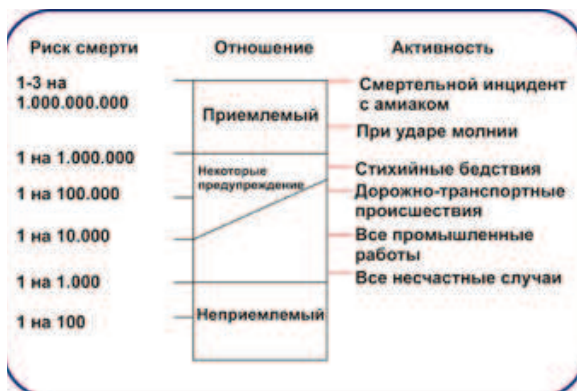 Риск смерти
Отношение
Активность
1-3 на
1.000.000.000
Приемлемый
Смертельной инцидент
с амиаком
При ударе молнии
1 на 1.000.000
Некоторые
предупреждение
Стихийные бедствия
1 на 100.000
Дорожно-транспортные
происшествия
1 на 10.000
Все промышленные
работы
1 на 1.000
Все несчастные случаи
1 на 100
Неприемлемый